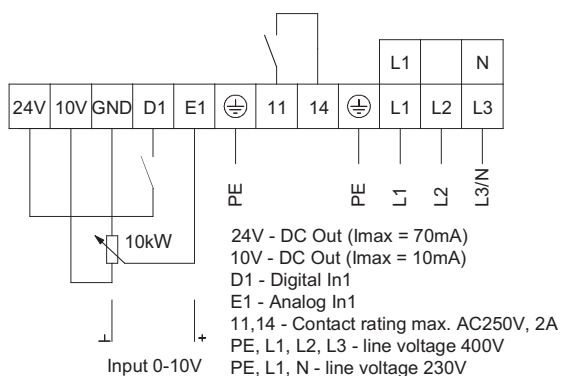 L1 N
24V 10V GND D1 E1 11 14 L1 L2 L3
PE PE L1 L2 L3/N
10kW
24V - DC Out (Imax = 70mA)
10V - DC Out (Imax = 10mA)
D1 - Digital In1
E1 - Analog In1
11,14 - Contact rating max. AC250V, 2A
PE, L1, L2, L3 - line voltage 400V
PE, L1, N - line voltage 230V
- +
Input 0-10V